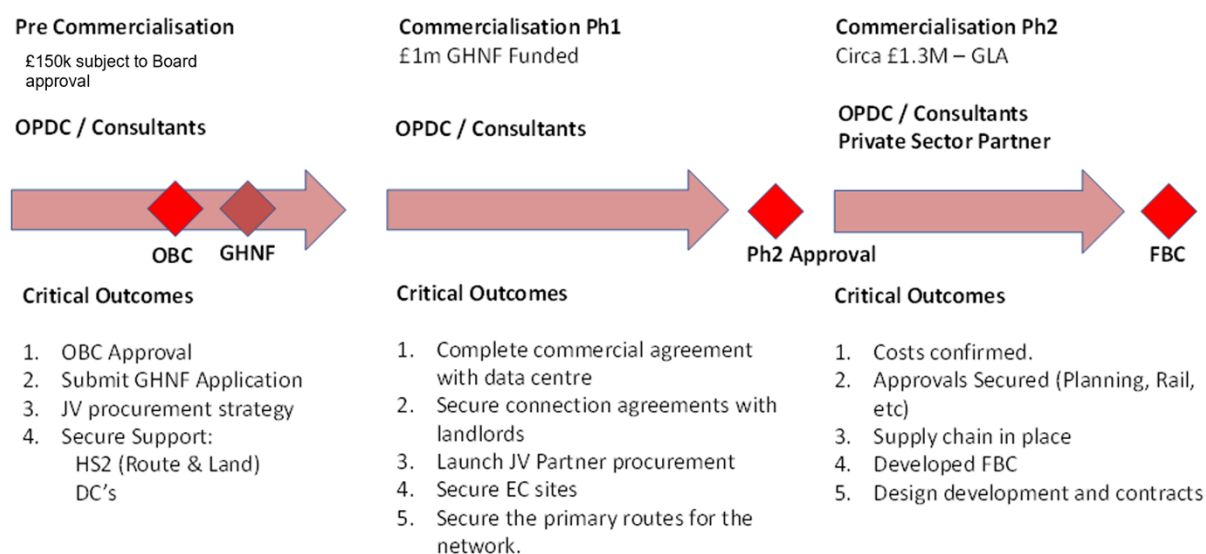 Pre Commercialisation
£150k subject to Board
approval
OPDC / Consultants
OBC
GHNF
Critical Outcomes
1. OBC Approval
2. Submit GHNF Application
3. JV procurement strategy
4. Secure Support:
HS2 (Route & Land)
DC's
Commercialisation Ph1
£1m GHNF Funded
OPDC / Consultants
Ph2 Approval
Critical Outcomes
1. Complete commercial agreement
with data centre
2. Secure connection agreements with
landlords
3. Launch JV Partner procurement
4. Secure EC sites
5. Secure the primary routes for the
network.
Commercialisation Ph2
Circa £1.3M – GLA
OPDC / Consultants
Private Sector Partner
FBC
Critical Outcomes
1. Costs confirmed.
2. Approvals Secured (Planning, Rail,
etc)
3. Supply chain in place
4. Developed FBC
5. Design development and contracts